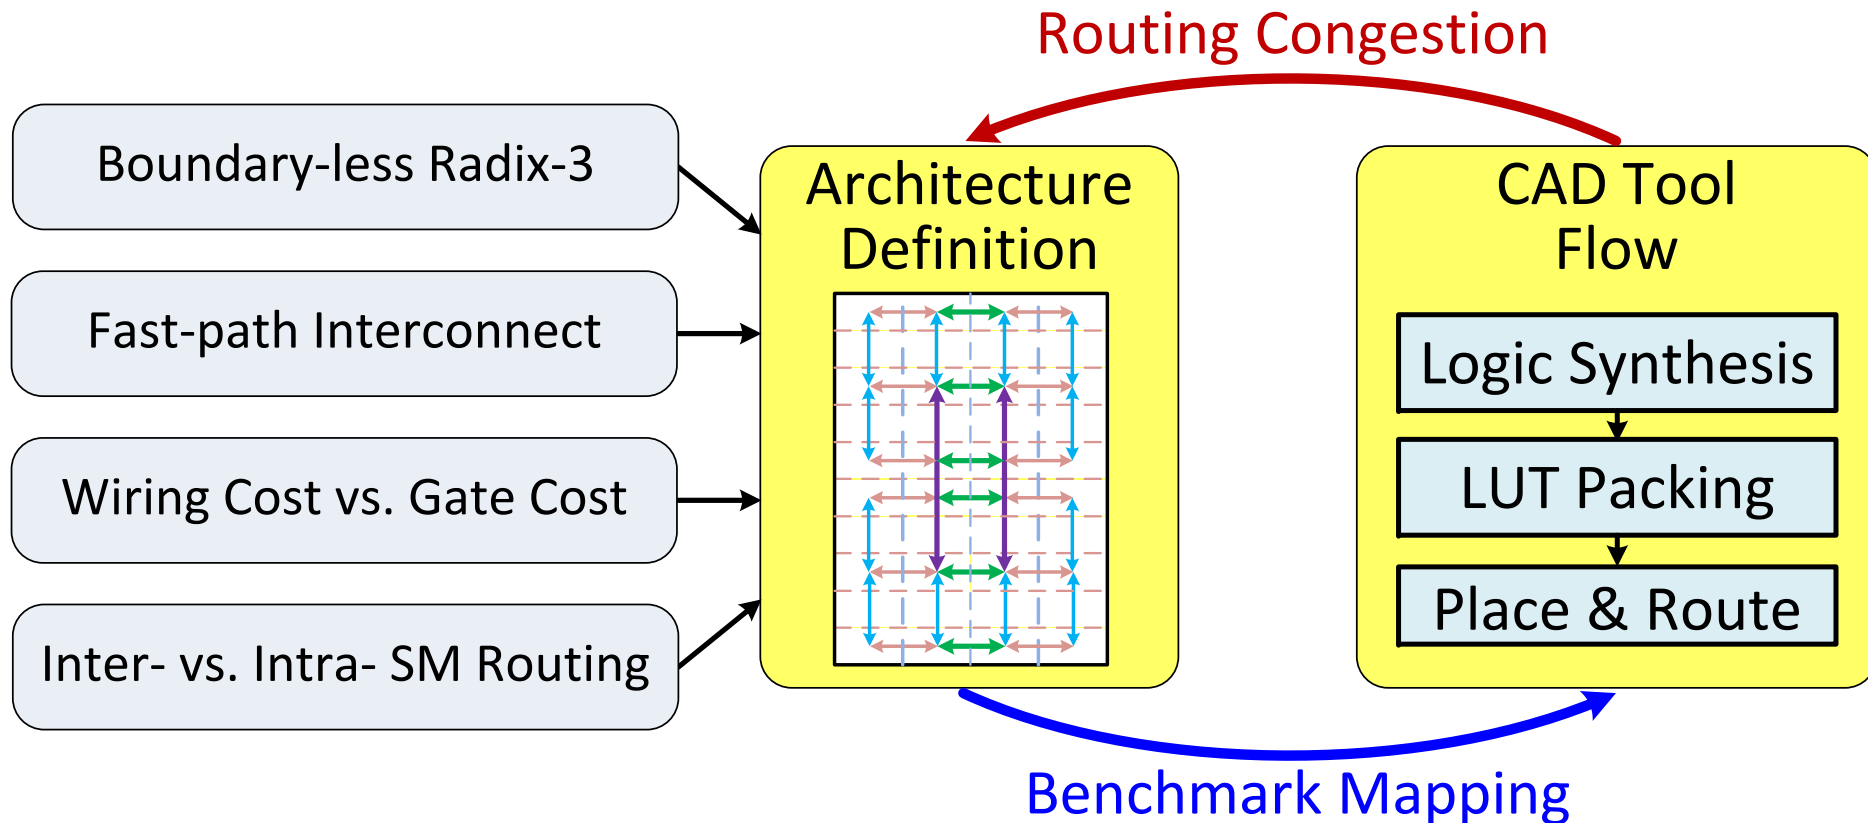 Routing Congestion
Boundary-less Radix-3
Fast-path Interconnect
Wiring Cost vs. Gate Cost
Inter- vs. Intra- SM Routing
Architecture
Definition
CAD Tool
Flow
Logic Synthesis
LUT Packing
Place & Route
Benchmark Mapping